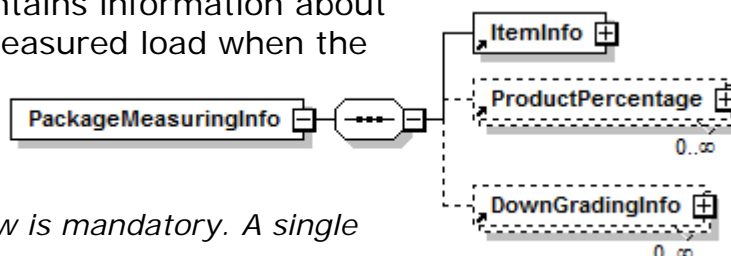 ntains information about
easured load when the
ItemInfo
ProductPercentage
0..∞
PackageMeasuringInfo
DownGradingInfo
0..∞
w is mandatory. A single